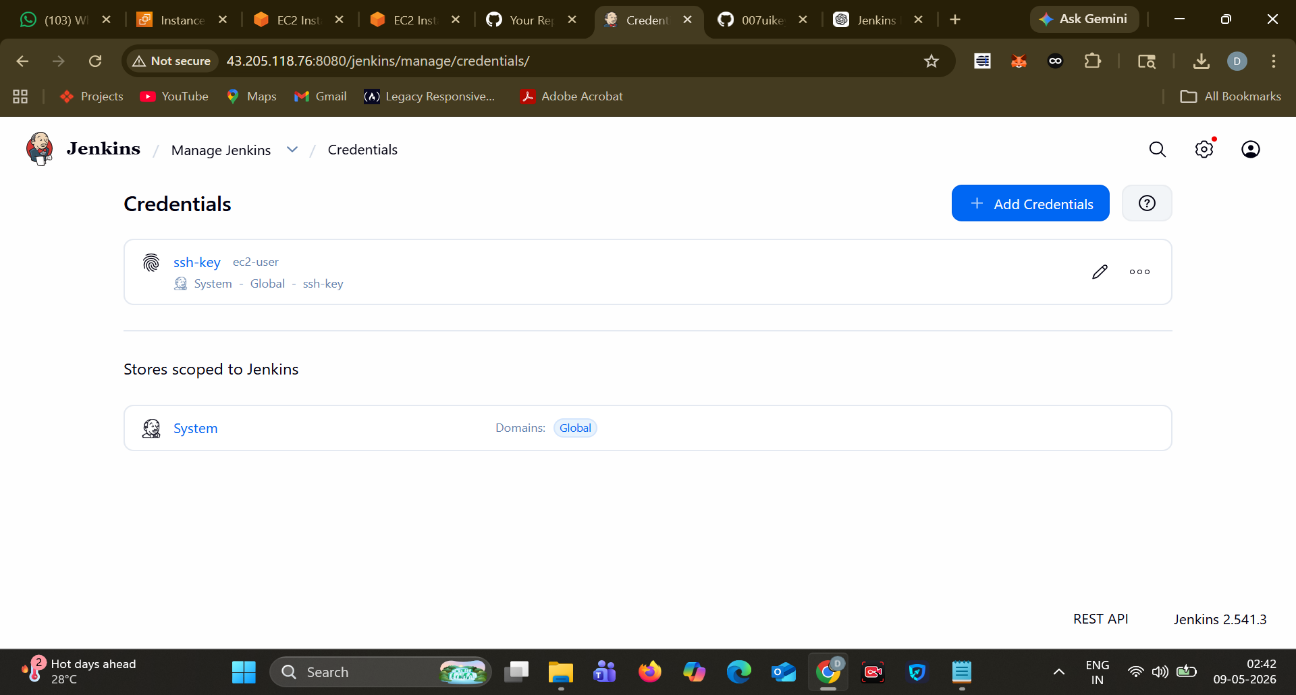 (103) W
Instance
EC2 Inst
EC2 Inst
Your Re
Credent
007uike
Jenkins
Ask Gemini
Not secure
43.205.118.76:8080/jenkins/manage/credentials/
D
Projects
YouTube
Maps
Gmail
Legacy Responsive...
Adobe Acrobat
All Bookmarks
Jenkins / Manage Jenkins / Credentials
Credentials
+ Add Credentials
?
ssh-key ec2-user
System - Global - ssh-key
Stores scoped to Jenkins
System Domains: Global
REST API Jenkins 2.541.3
2
Hot days ahead
28°C
Search
D
ENG
IN
02:42
09-05-2026